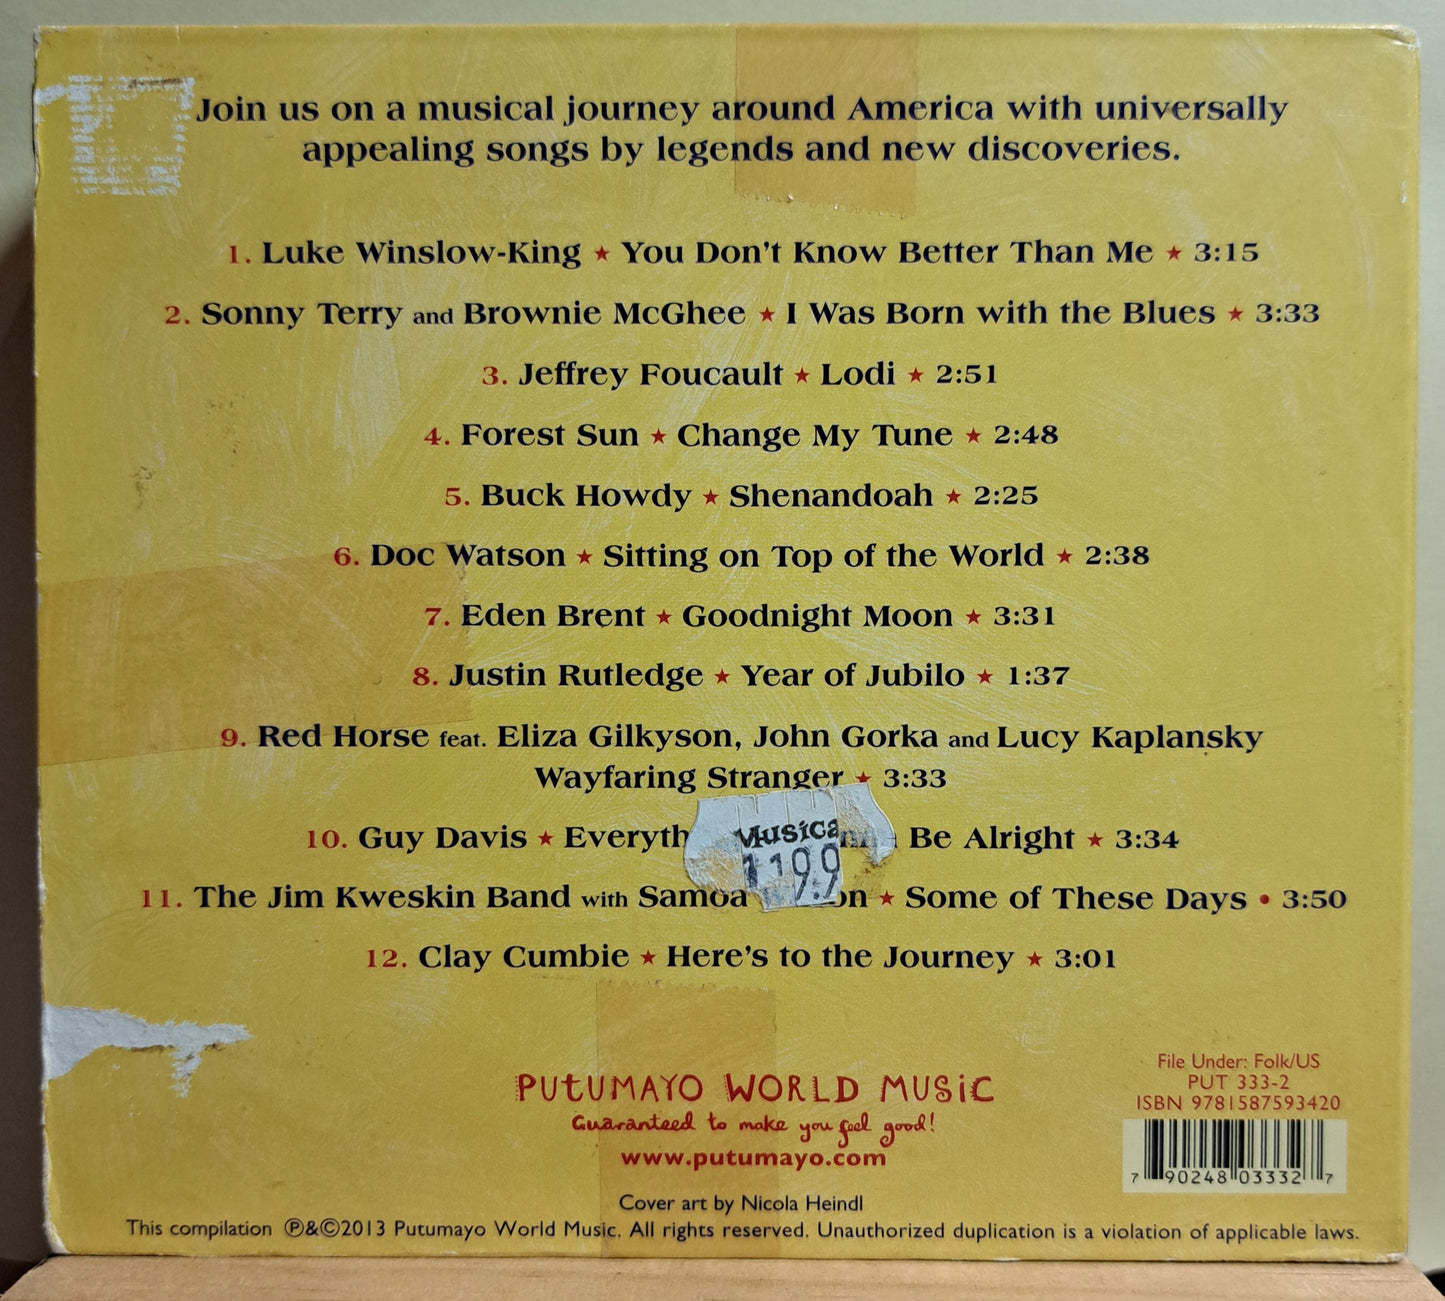 Join us on a musical journey around America with universally
appealing songs by legends and new discoveries.
1. Luke Winslow-King ★ You Don't Know Better Than Me ★ 3:15
2. Sonny Terry and Brownie McGhee ★ I Was Born with the Blues ★ 3:33
3. Jeffrey Foucault ★ Lodi ★ 2:51
4. Forest Sun ★ Change My Tune ★ 2:48
5. Buck Howdy ★ Shenandoah ★ 2:25
6. Doc Watson ★ Sitting on Top of the World ★ 2:38
7. Eden Brent ★ Goodnight Moon ★ 3:31
8. Justin Rutledge ★ Year of Jubilo ★ 1:37
9. Red Horse feat. Eliza Gilkyson, John Gorka and Lucy Kaplansky
Wayfaring Stranger ★ 3:33
10. Guy Davis ★ Be Alright ★ 3:34
Musica
11. The Jim Kweskin Band with Samoa ★ Some of These Days • 3:50
12. Clay Cumbie ★ Here's to the Journey ★ 3:01
PUTUMAYO WORLD MUSIC
Guaranteed to make you feel good!
www.putumayo.com
File Under: Folk/US
PUT 333-2
ISBN 9781587593420
7 90248 03332 7
Cover art by Nicola Heindl
This compilation ℗&©2013 Putumayo World Music. All rights reserved. Unauthorized duplication is a violation of applicable laws.